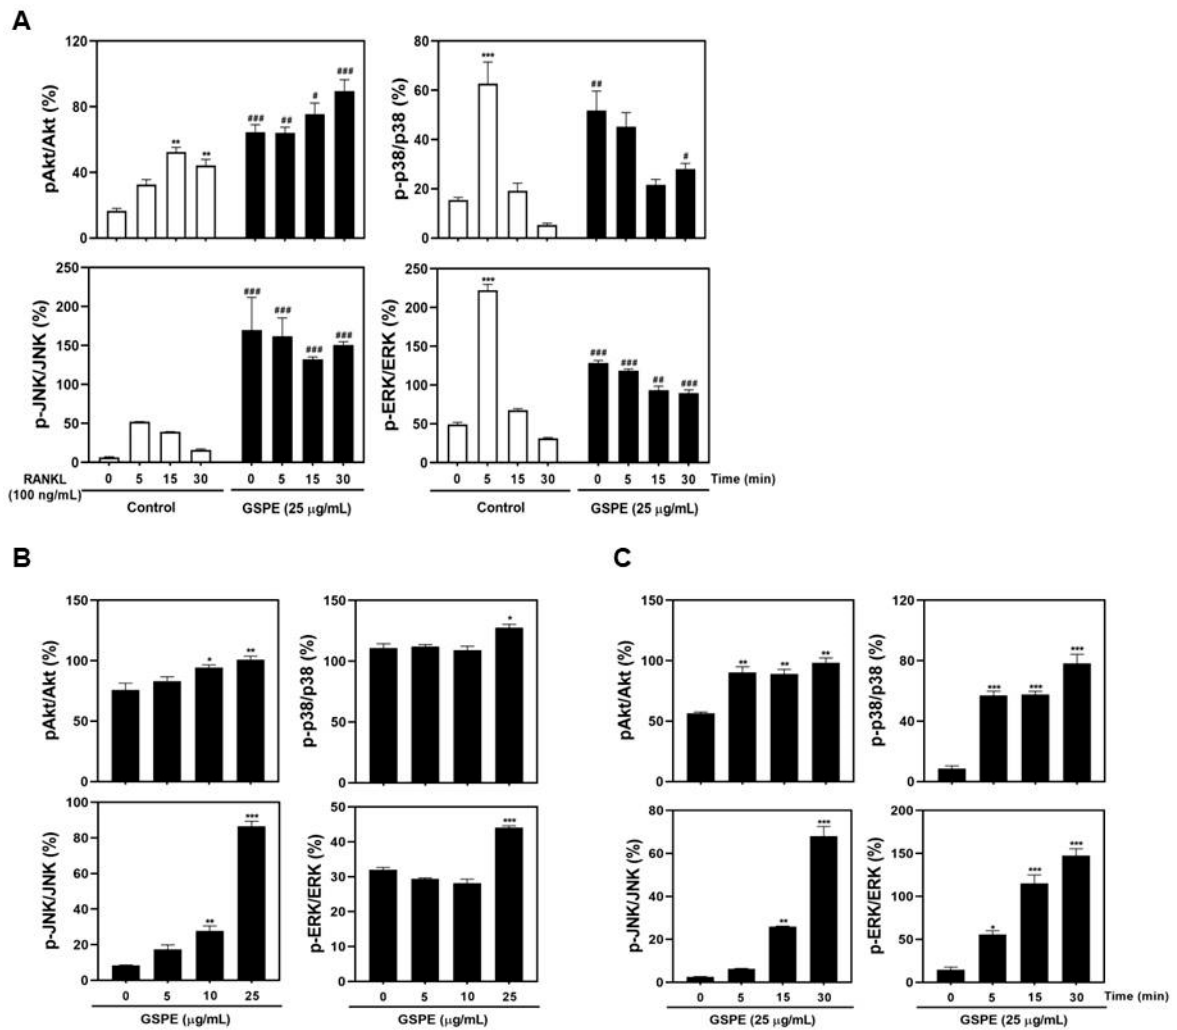 A
pAkt/Akt (%)
120
80
40
0
** **
### ## # ###
p-p38/p38 (%)
80
60
40
20
0
***
## #
p-JNK/JNK (%)
250
200
150
100
50
0
### ### ### ###
p-ERK/ERK (%)
250
200
150
100
50
0
***
### ### ## ###
RANKL
(100 ng/mL)
0 5 15 30 0 5 15 30
Control GSPE (25 μg/mL)
0 5 15 30 0 5 15 30 Time (min)
Control GSPE (25 μg/mL)
B
pAkt/Akt (%)
150
100
50
0
* **
p-p38/p38 (%)
150
100
50
0
*
p-JNK/JNK (%)
100
80
60
40
20
0
** ***
0 5 10 25
GSPE (μg/mL)
p-ERK/ERK (%)
50
40
30
20
10
0
***
0 5 10 25
GSPE (μg/mL)
C
pAkt/Akt (%)
150
100
50
0
** ** **
p-p38/p38 (%)
120
80
40
0
*** *** ***
p-JNK/JNK (%)
80
60
40
20
0
** ***
0 5 15 30
GSPE (25 μg/mL)
p-ERK/ERK (%)
200
150
100
50
0
* *** ***
0 5 15 30 Time (min)
GSPE (25 μg/mL)